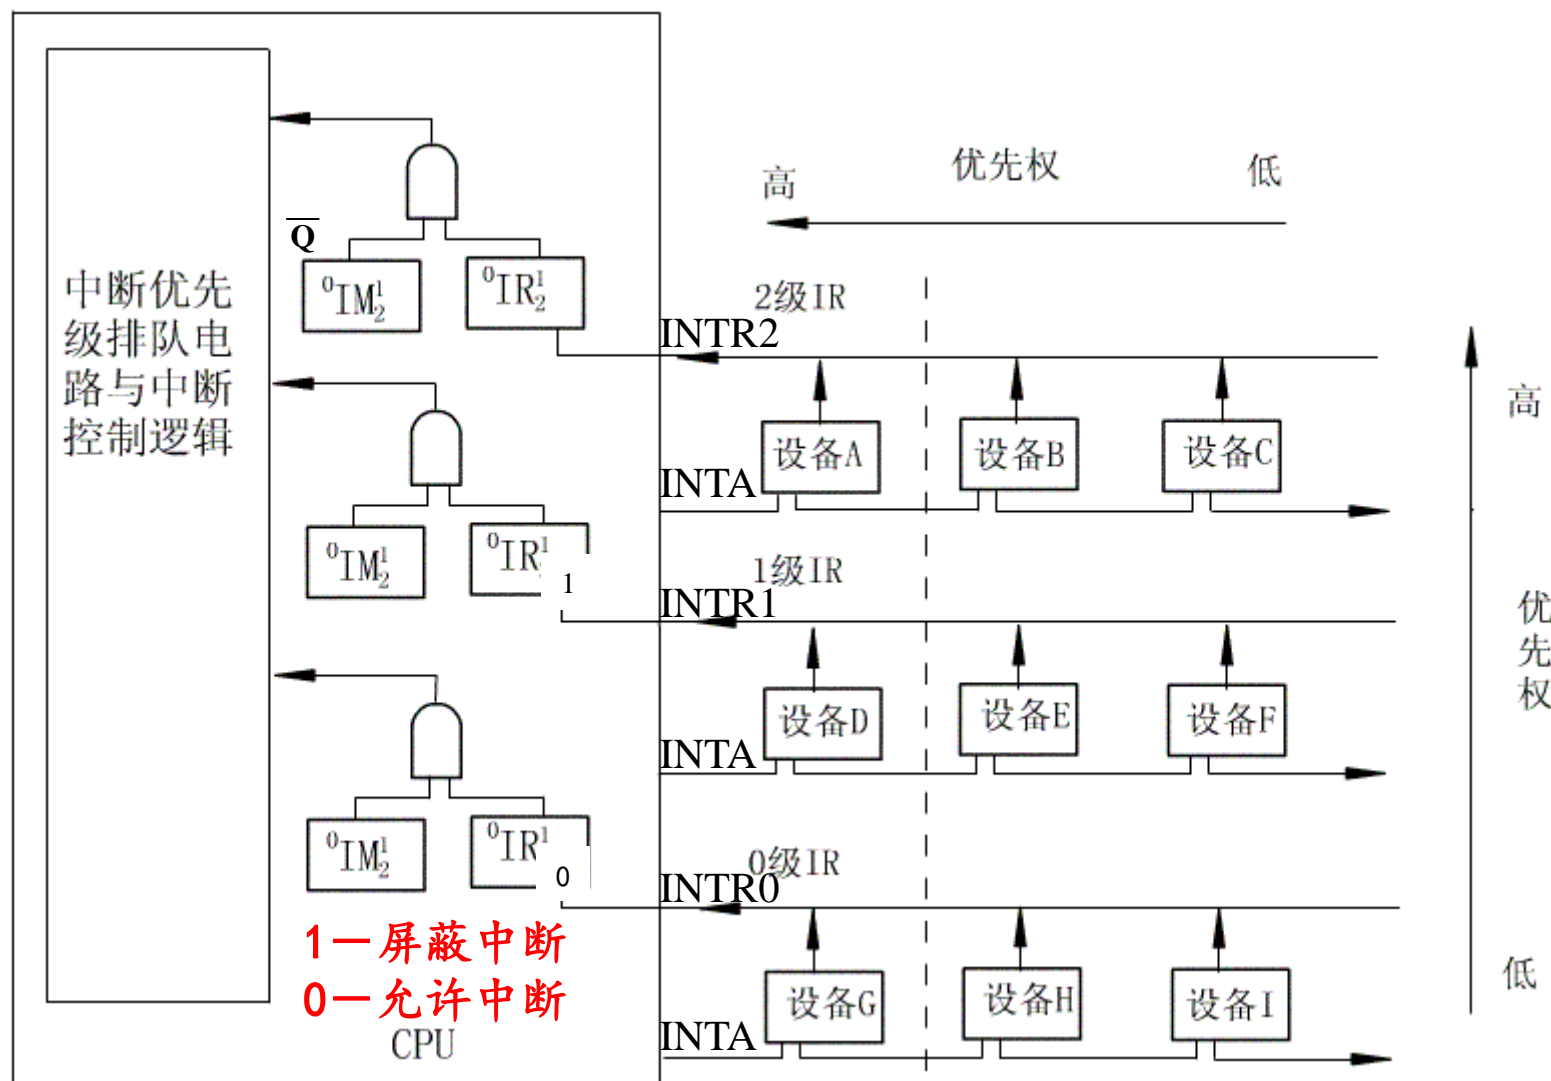 高 优先权 低
Q
中断优先
级排队电
路与中断
控制逻辑
0IM12
0IR12
2级IR
INTR2
设备A 设备B 设备C
INTA
高
0IM12
0IR1
1
1级IR
INTR1
设备D 设备E 设备F
INTA
优先权
0IM12
0IR1
0
0级IR
INTR0
1—屏蔽中断
0—允许中断
设备G 设备H 设备I
低
CPU
INTA